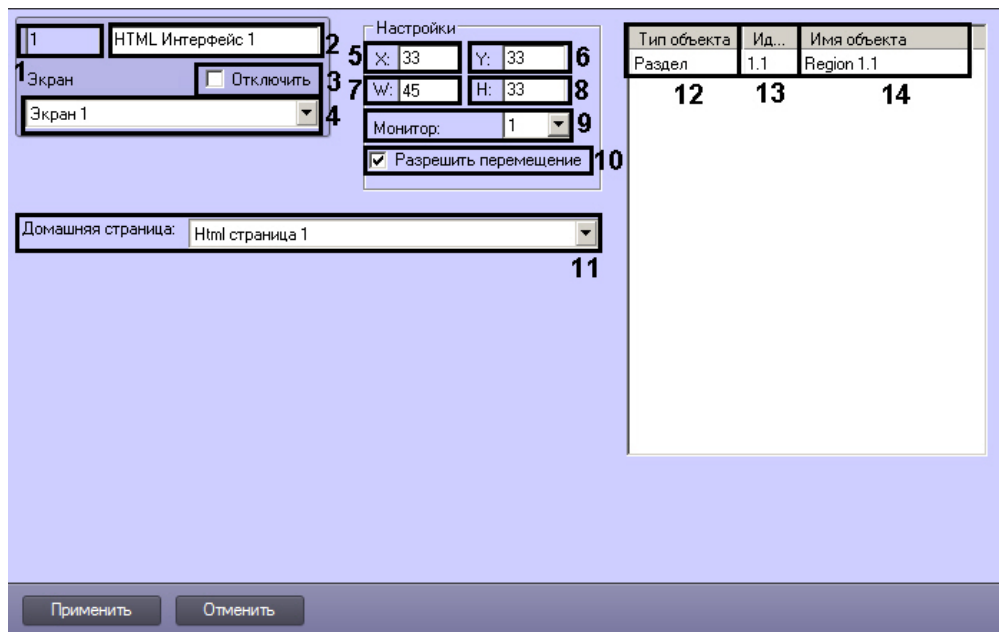 1 HTML Интерфейс 1 2
1 Экран Отключить 3
Экран 1 4
Настройки
5 X: 33 Y: 33 6
7 W: 45 H: 33 8
Монитор: 1 9
Разрешить перемещение 10
Домашняя страница: Html страница 1
11
Тип объекта Ид... Имя объекта
Раздел 1.1 Region 1.1
12 13 14
Применить Отменить